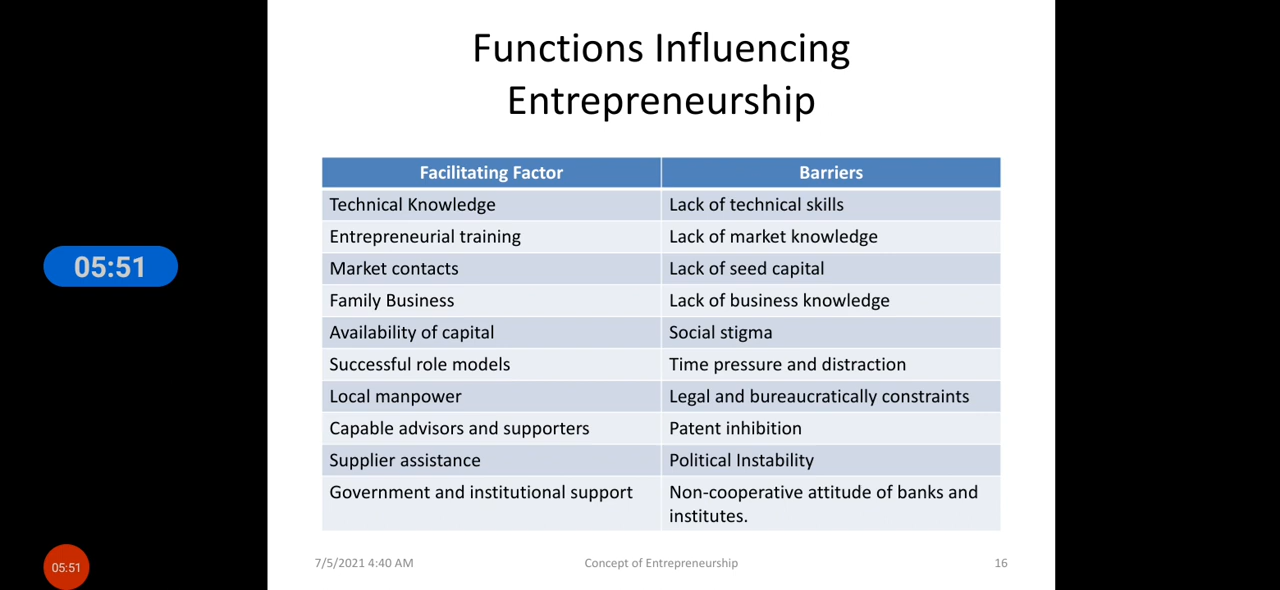 Functions Influencing
Entrepreneurship
Facilitating Factor Barriers
Technical Knowledge Lack of technical skills
Entrepreneurial training Lack of market knowledge
05:51
Market contacts Lack of seed capital
Family Business Lack of business knowledge
Availability of capital Social stigma
Successful role models Time pressure and distraction
Local manpower Legal and bureaucratically constraints
Capable advisors and supporters Patent inhibition
Supplier assistance Political Instability
Government and institutional support Non-cooperative attitude of banks and
institutes.
7/5/2021 4:40 AM Concept of Entrepreneurship 16
05:51